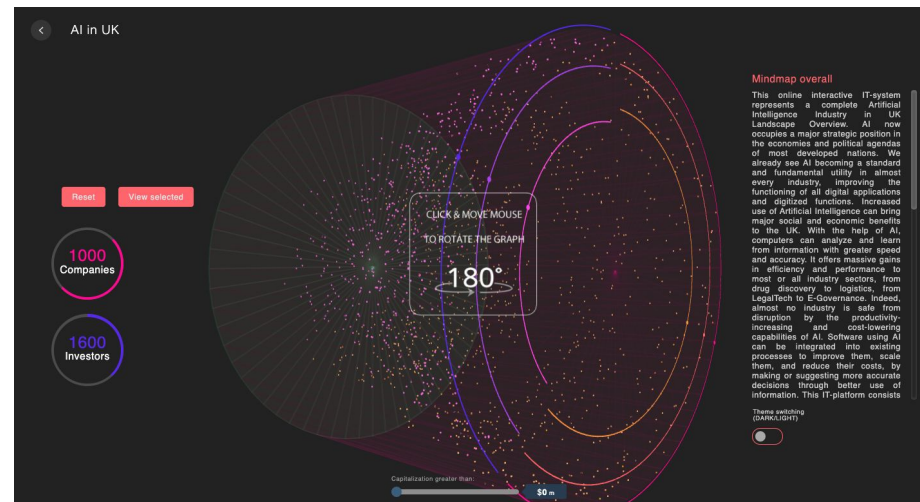 AI in UK
Reset
View selected
1000
Companies
1600
Investors
CLICK & MOVE MOUSE
TO ROTATE THE GRAPH
180°
Capitalization greater than:
$0 m
Mindmap overall
This online interactive IT-system
represents a complete Artificial
Intelligence Industry in UK
Landscape Overview. AI now
occupies a major strategic position in
the economies and political agendas
of most developed nations. We
already see AI becoming a standard
and fundamental utility in almost
every industry, improving the
functioning of all digital applications
and digitized functions. Increased
use of Artificial Intelligence can bring
major social and economic benefits
to the UK. With the help of AI,
computers can analyze and learn
from information with greater speed
and accuracy. It offers massive gains
in efficiency and performance to
most or all industry sectors, from
drug discovery to logistics, from
LegalTech to E-Governance. Indeed,
almost no industry is safe from
disruption by the productivity-
increasing and cost-lowering
capabilities of AI. Software using AI
can be integrated into existing
processes to improve them, scale
them, and reduce their costs, by
making or suggesting more accurate
decisions through better use of
information. This IT-platform consists
Theme switching
(DARK/LIGHT)